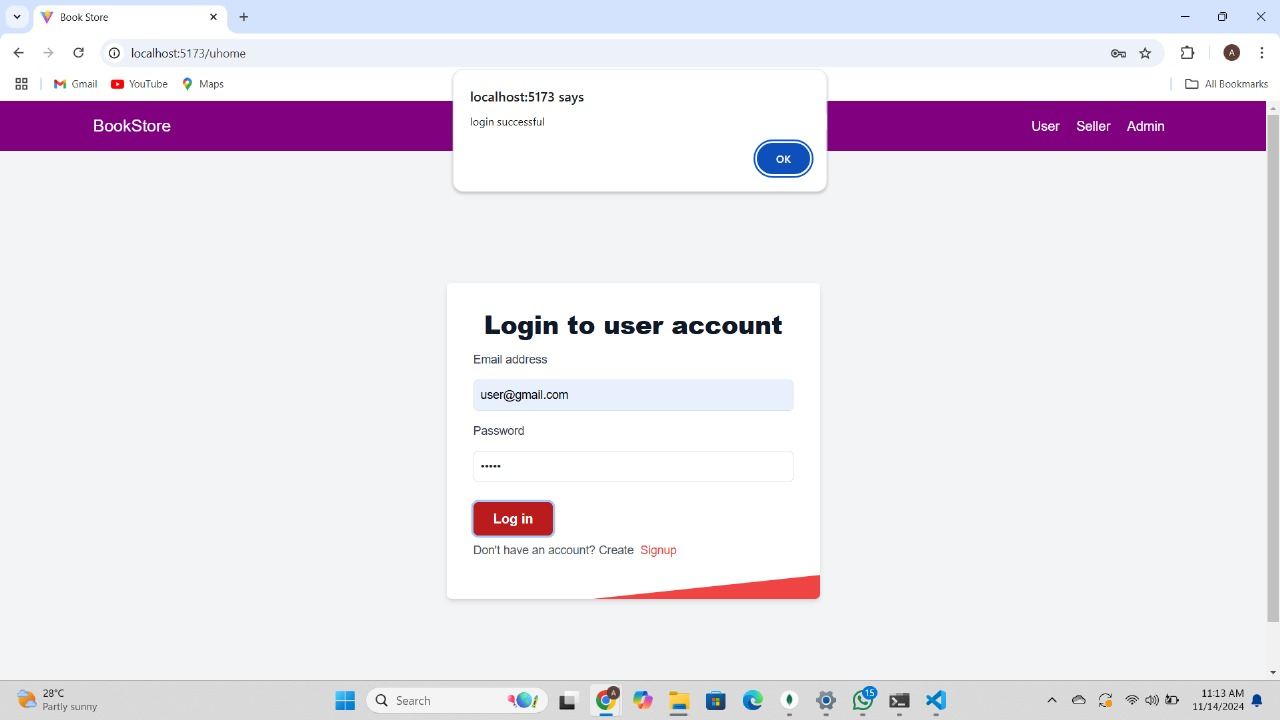 Book Store
localhost:5173/uhome
A
Gmail
YouTube
Maps
All Bookmarks
localhost:5173 says
login successful
OK
BookStore
User
Seller
Admin
Login to user account
Email address
user@gmail.com
Password
•••••
Log in
Don't have an account? Create Signup
28°C
Partly sunny
Search
A
15
11:13 AM
11/14/2024